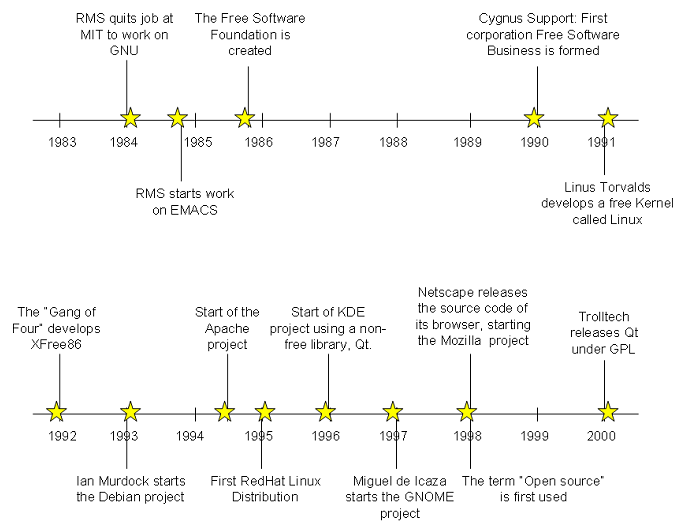 RMS quits job at
MIT to work on
GNU
The Free Software
Foundation is
created
Cygnus Support: First
corporation Free Software
Business is formed
1983 1984 1985 1986 1987 1988 1989 1990 1991
RMS starts work
on EMACS
Linus Torvalds
develops a free Kernel
called Linux
The "Gang of
Four" develops
XFree86
Start of the
Apache
project
Start of KDE
project using a non-
free library, Qt.
Netscape releases
the source code of
its browser, starting
the Mozilla project
Trolltech
releases Qt
under GPL
1992 1993 1994 1995 1996 1997 1998 1999 2000
Ian Murdock starts
the Debian project
First RedHat Linux
Distribution
Miguel de Icaza
starts the GNOME
project
The term "Open source"
is first used